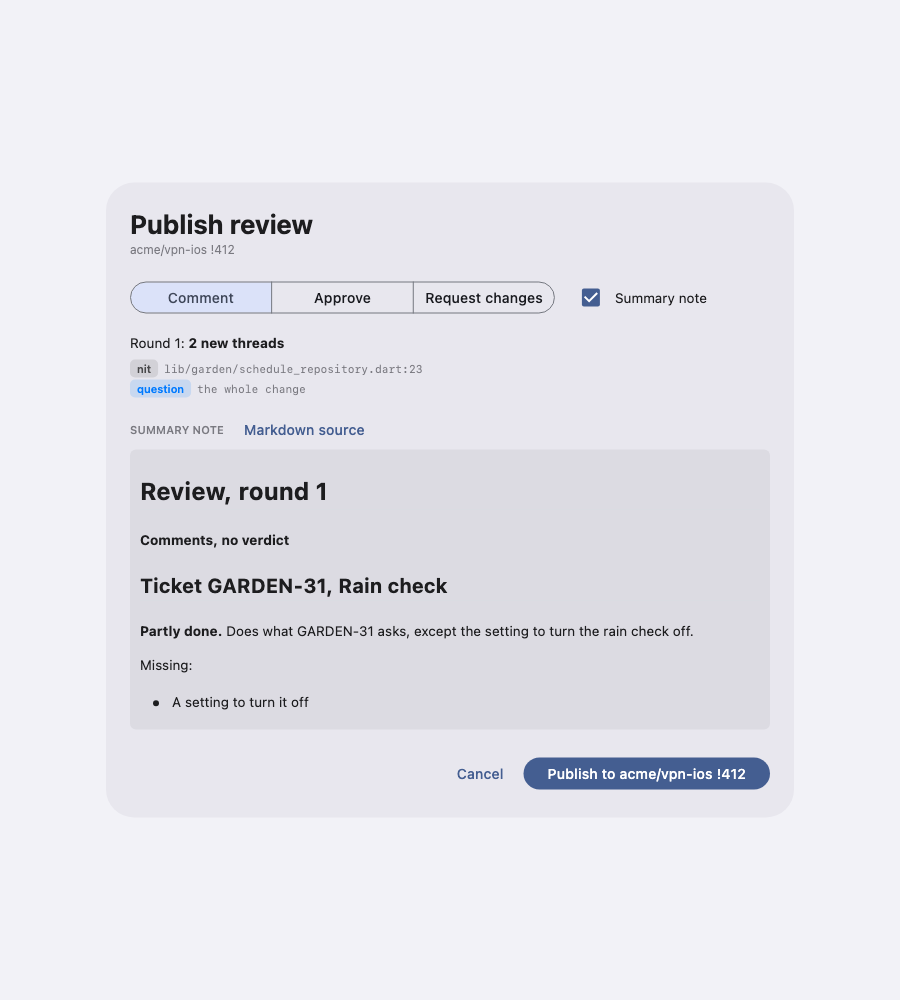 Publish review
acme/vpn-ios !412
Comment Approve Request changes Summary note
Round 1: 2 new threads
nit lib/garden/schedule_repository.dart:23
question the whole change
SUMMARY NOTE Markdown source
Review, round 1
Comments, no verdict
Ticket GARDEN-31, Rain check
Partly done. Does what GARDEN-31 asks, except the setting to turn the rain check off.
Missing:
• A setting to turn it off
Cancel Publish to acme/vpn-ios !412